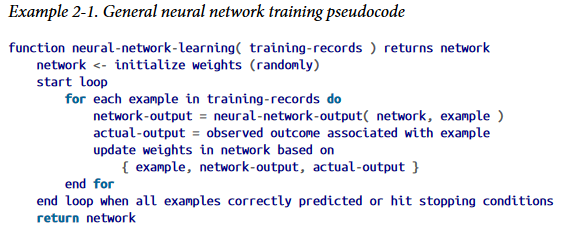 Example 2-1. General neural network training pseudocode
function neural-network-learning( training-records ) returns network
    network <- initialize weights (randomly)
    start loop
        for each example in training-records do
            network-output = neural-network-output( network, example )
            actual-output = observed outcome associated with example
            update weights in network based on
                { example, network-output, actual-output }
        end for
    end loop when all examples correctly predicted or hit stopping conditions
    return network